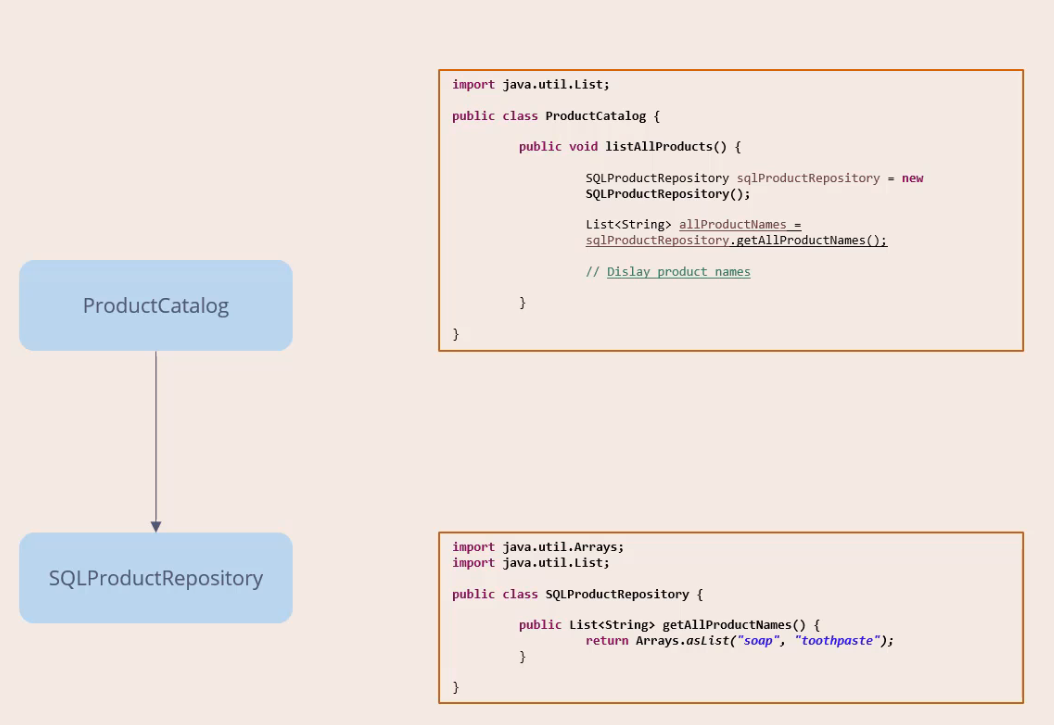 ProductCatalog
SQLProductRepository
import java.util.List;
public class ProductCatalog {
public void listAllProducts() {
SQLProductRepository sqlProductRepository = new
SQLProductRepository();
List<String> allProductNames =
sqlProductRepository.getAllProductNames();
// Dislay product names
}
}
import java.util.Arrays;
import java.util.List;
public class SQLProductRepository {
public List<String> getAllProductNames() {
return Arrays.asList("soap", "toothpaste");
}
}